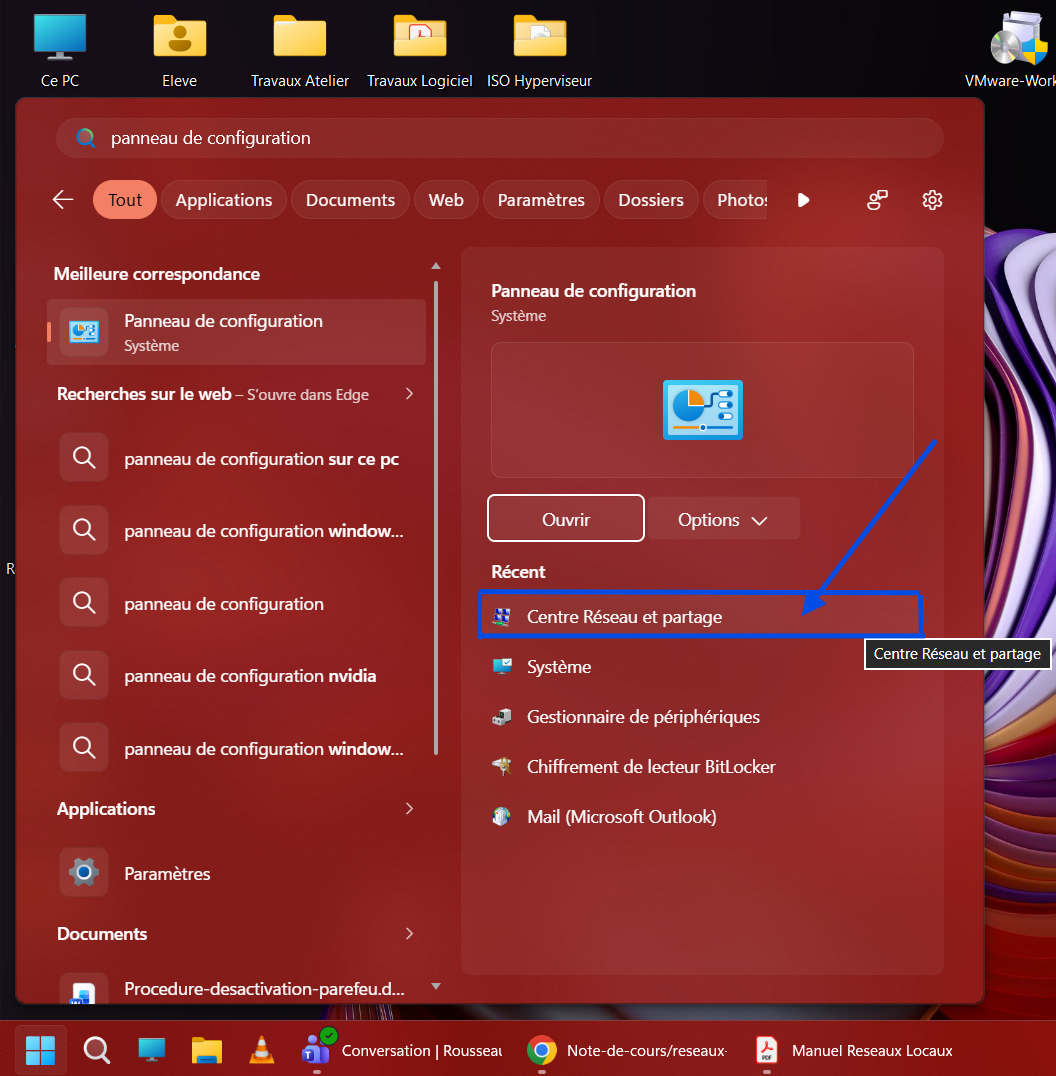 Ce PC
Eleve
Travaux Atelier
Travaux Logiciel
ISO Hyperviseur
VMware-Work
panneau de configuration
Tout
Applications
Documents
Web
Paramètres
Dossiers
Photos
Meilleure correspondance
Panneau de configuration
Système
Recherches sur le web – S'ouvre dans Edge
panneau de configuration sur ce pc
panneau de configuration window...
panneau de configuration
panneau de configuration nvidia
panneau de configuration window...
Applications
Paramètres
Documents
Procedure-desactivation-parefeu.d...
Panneau de configuration
Système
Ouvrir
Options
Récent
Centre Réseau et partage
Centre Réseau et partage
Système
Gestionnaire de périphériques
Chiffrement de lecteur BitLocker
Mail (Microsoft Outlook)
R
Conversation | Rousseau
Note-de-cours/reseaux-
PDF
Manuel Reseaux Locaux